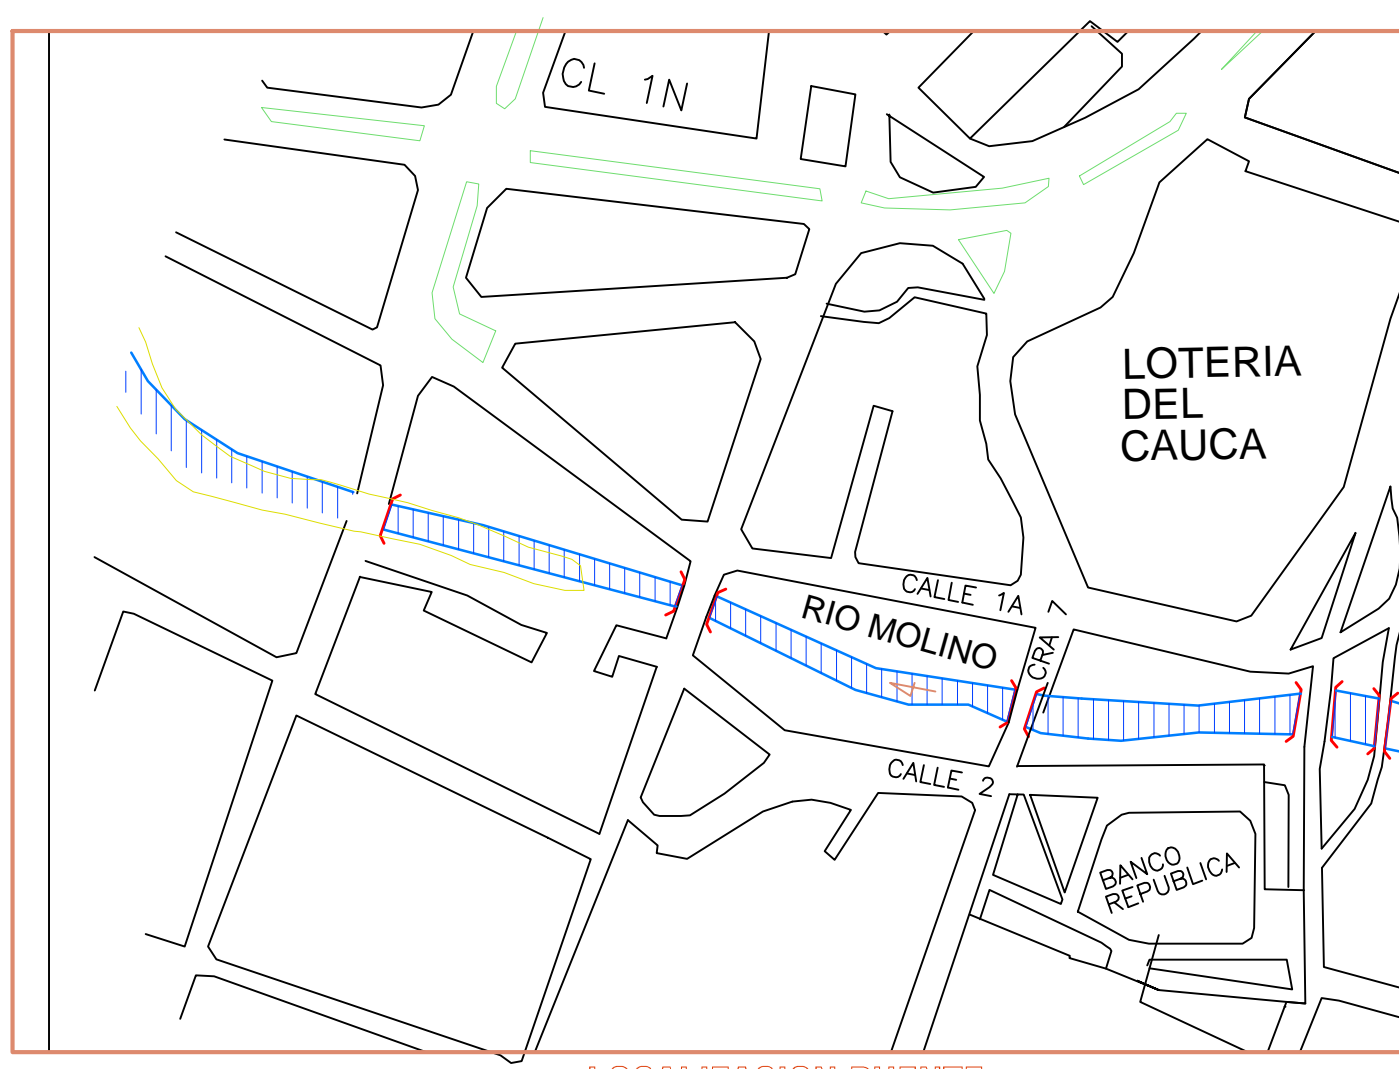 CL 1N
LOTERIA
DEL
CAUCA
CALLE 1A
CRA 7
RIO MOLINO
CALLE 2
BANCO
REPUBLICA